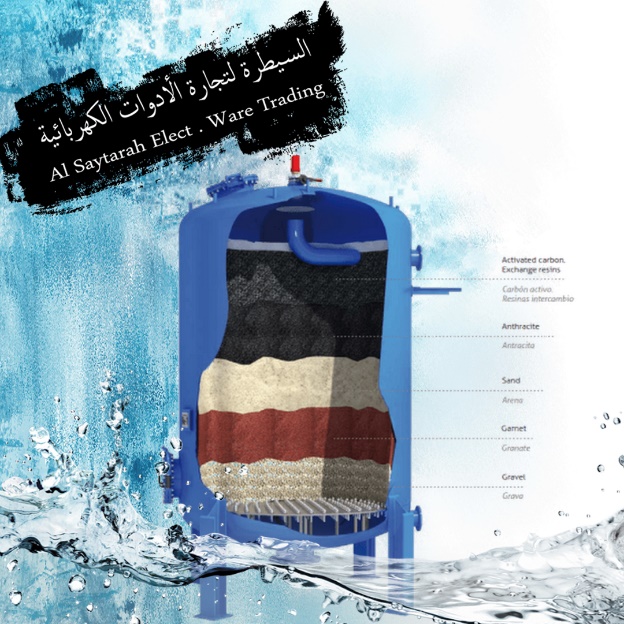 السيطرة لتجارة الأدوات الكهربائية
Al Saytarah Elect . Ware Trading
Activated carbon.
Exchange resins
Carbón activo.
Resinas intercambio
Anthracite
Antracita
Sand
Arena
Garnet
Granate
Gravel
Grava